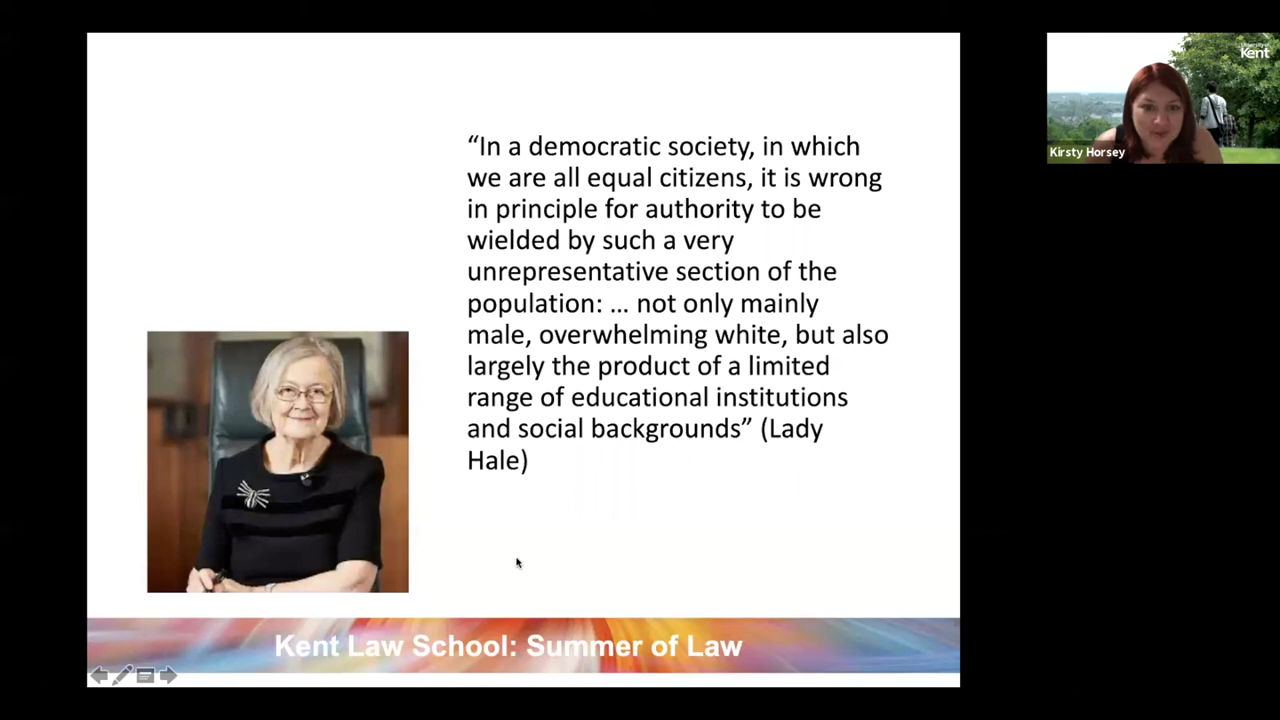 “In a democratic society, in which
we are all equal citizens, it is wrong
in principle for authority to be
wielded by such a very
unrepresentative section of the
population: … not only mainly
male, overwhelming white, but also
largely the product of a limited
range of educational institutions
and social backgrounds” (Lady
Hale)
Kent Law School: Summer of Law
Kent
Kirsty Horsey